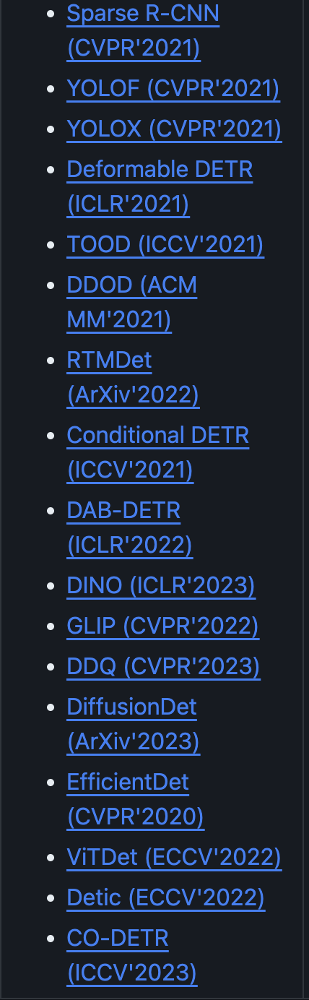 Sparse R-CNN
(CVPR'2021)
YOLOF (CVPR'2021)
YOLOX (CVPR'2021)
Deformable DETR
(ICLR'2021)
TOOD (ICCV'2021)
DDOD (ACM
MM'2021)
RTMDet
(ArXiv'2022)
Conditional DETR
(ICCV'2021)
DAB-DETR
(ICLR'2022)
DINO (ICLR'2023)
GLIP (CVPR'2022)
DDQ (CVPR'2023)
DiffusionDet
(ArXiv'2023)
EfficientDet
(CVPR'2020)
ViTDet (ECCV'2022)
Detic (ECCV'2022)
CO-DETR
(ICCV'2023)